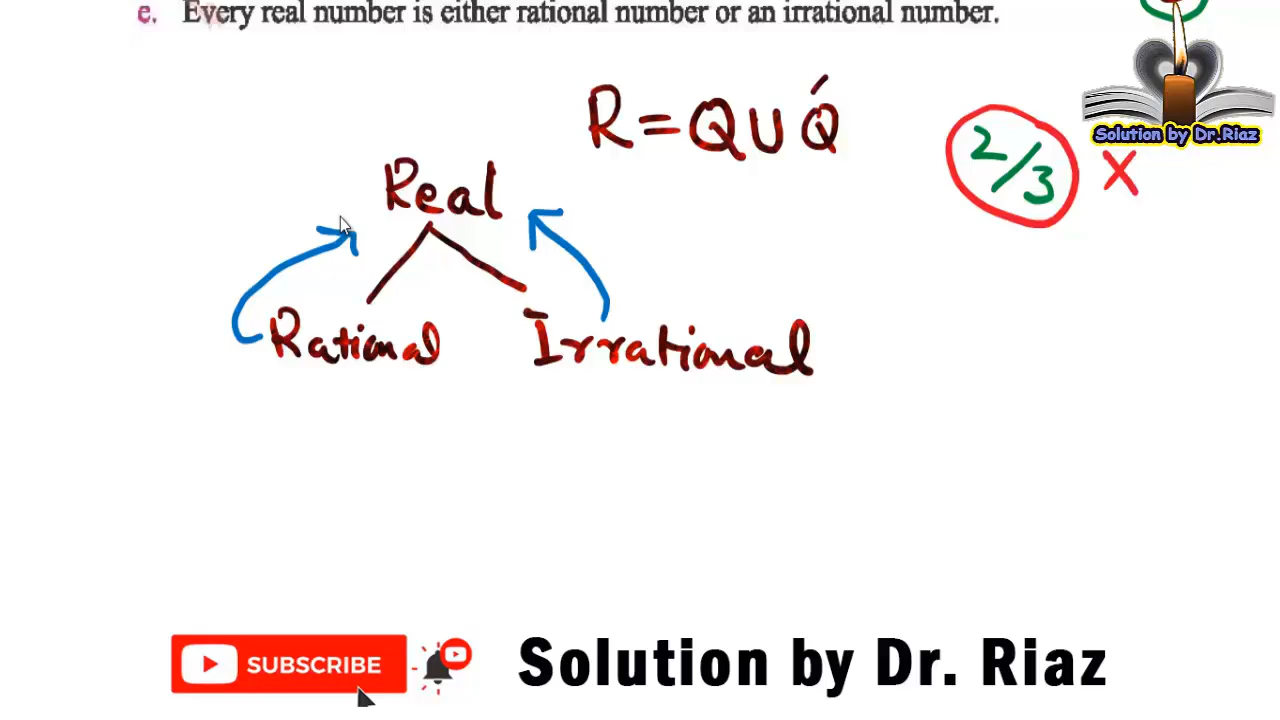 e. Every real number is either rational number or an irrational number.
R = Q U Q́
Solution by Dr.Riaz
2/3 X
Real
Rational Irrational
SUBSCRIBE
Solution by Dr. Riaz